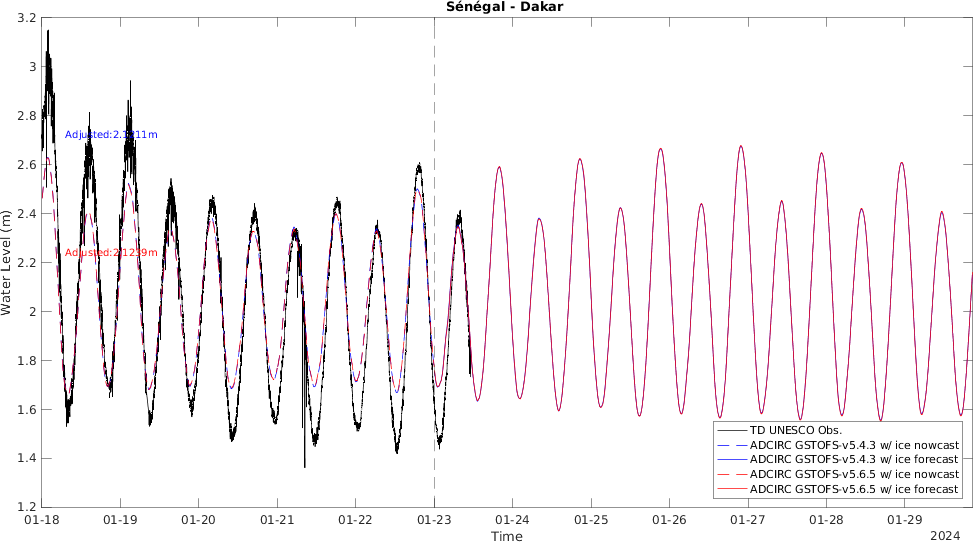 Sénégal - Dakar
3.2
3
2.8
2.6
2.4
2.2
2
1.8
1.6
1.4
1.2
Water Level (m)
Adjusted:2.1211m
Adjusted:2.1239m
TD UNESCO Obs.
ADCIRC GSTOFS-v5.4.3 w/ ice nowcast
ADCIRC GSTOFS-v5.4.3 w/ ice forecast
ADCIRC GSTOFS-v5.6.5 w/ ice nowcast
ADCIRC GSTOFS-v5.6.5 w/ ice forecast
01-18 01-19 01-20 01-21 01-22 01-23 01-24 01-25 01-26 01-27 01-28 01-29
Time
2024